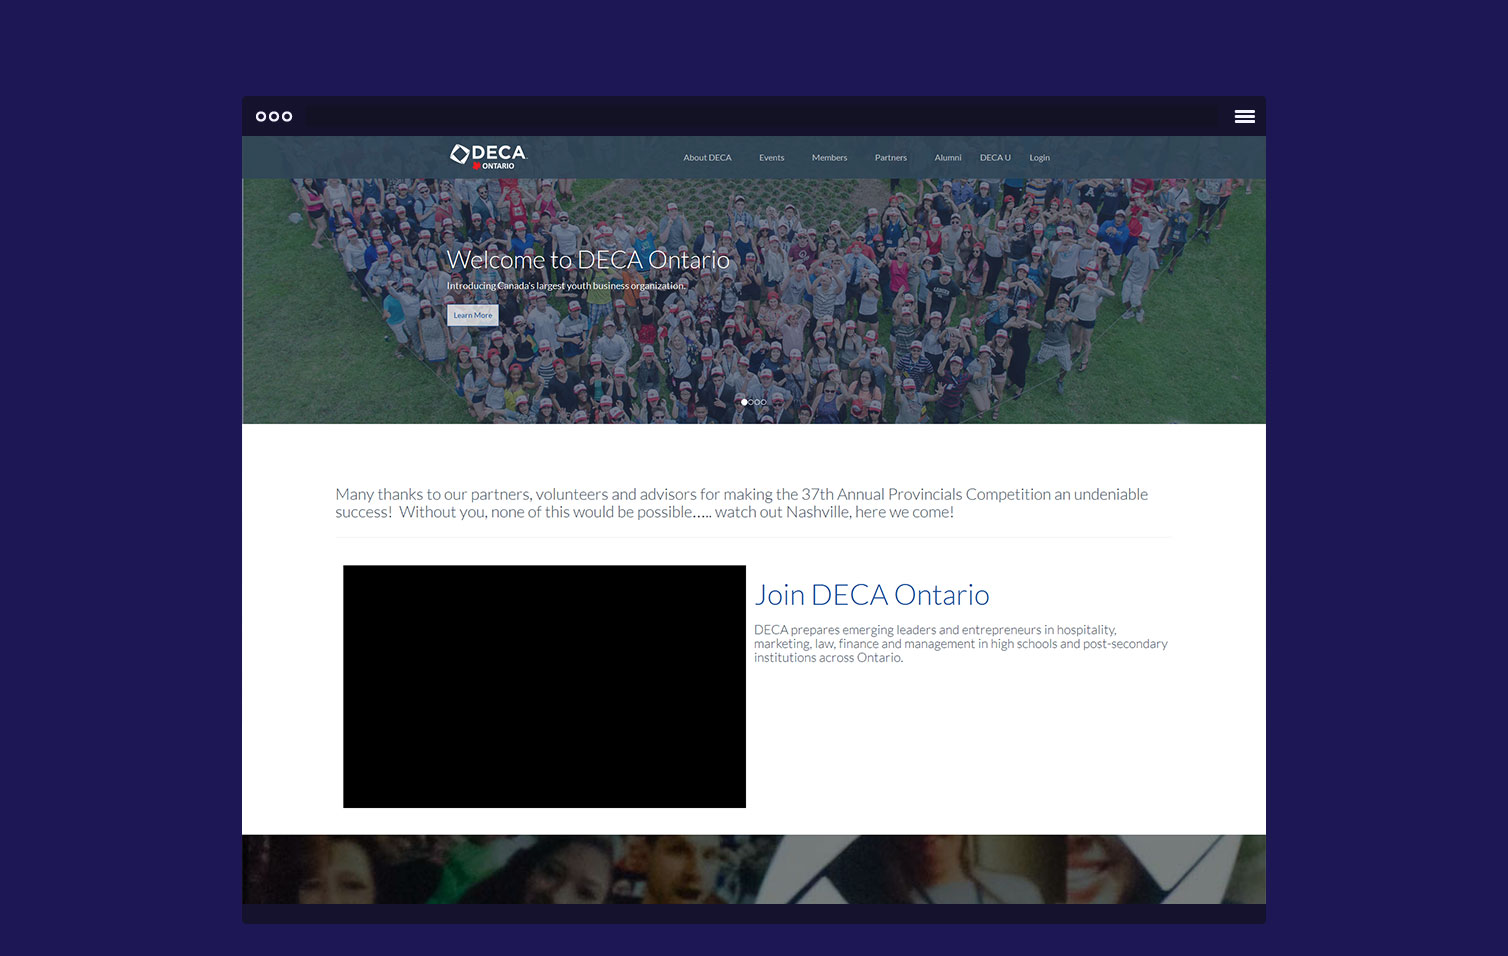 DECA
ONTARIO
About DECA Events Members Partners Alumni DECA U Login
Welcome to DECA Ontario
Introducing Canada's largest youth business organization.
Learn More
Many thanks to our partners, volunteers and advisors for making the 37th Annual Provincials Competition an undeniable
success!  Without you, none of this would be possible..... watch out Nashville, here we come!
Join DECA Ontario
DECA prepares emerging leaders and entrepreneurs in hospitality,
marketing, law, finance and management in high schools and post-secondary
institutions across Ontario.